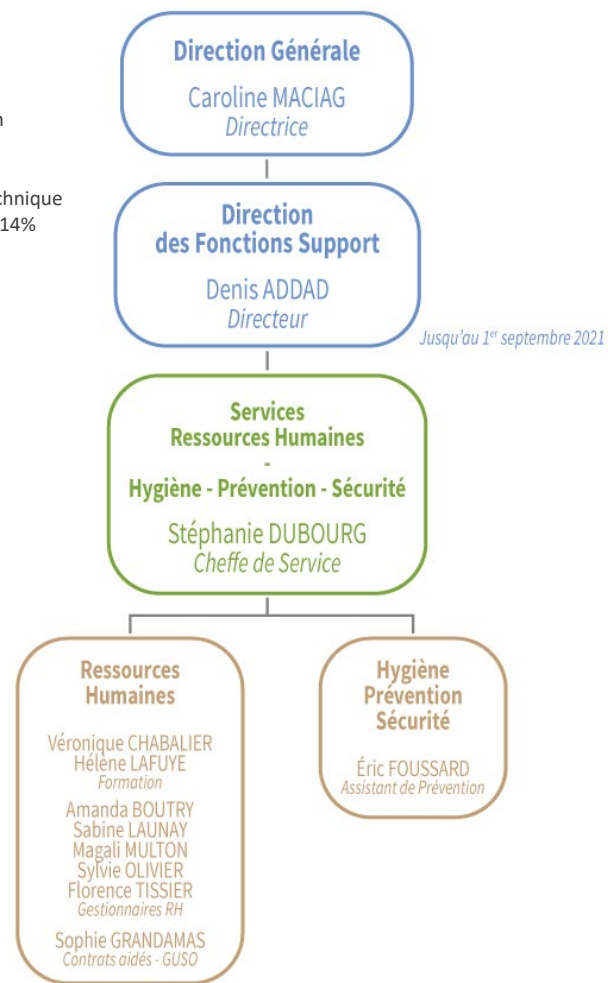 Direction Générale
Caroline MACIAG
Directrice
chnique
14%
Direction
des Fonctions Support
Denis ADDAD
Directeur
Jusqu'au 1er septembre 2021
Services
Ressources Humaines
-
Hygiène - Prévention - Sécurité
Stéphanie DUBOURG
Cheffe de Service
Ressources
Humaines
Véronique CHABALIER
Hélène LAFUYE
Formation
Amanda BOUTRY
Sabine LAUNAY
Magali MULTON
Sylvie OLIVIER
Florence TISSIER
Gestionnaires RH
Sophie GRANDAMAS
Contrats aidés - GUSO
Hygiène
Prévention
Sécurité
Éric FOUSSARD
Assistant de Prévention